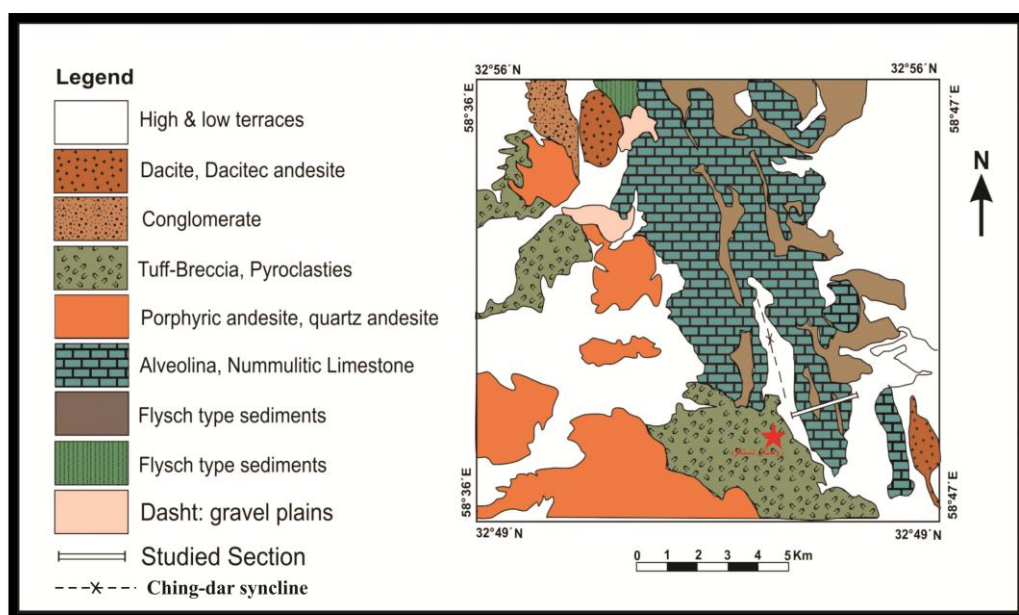 Legend
High & low terraces
Dacite, Dacitec andesite
Conglomerate
Tuff-Breccia, Pyroclasties
Porphyric andesite, quartz andesite
Alveolina, Nummulitic Limestone
Flysch type sediments
Flysch type sediments
Dasht: gravel plains
Studied Section
Ching-dar syncline
32°56´N
32°56´N
58°36´E
58°47´E
N
58°36´E
58°47´E
32°49´N
32°49´N
0 1 2 3 4 5Km